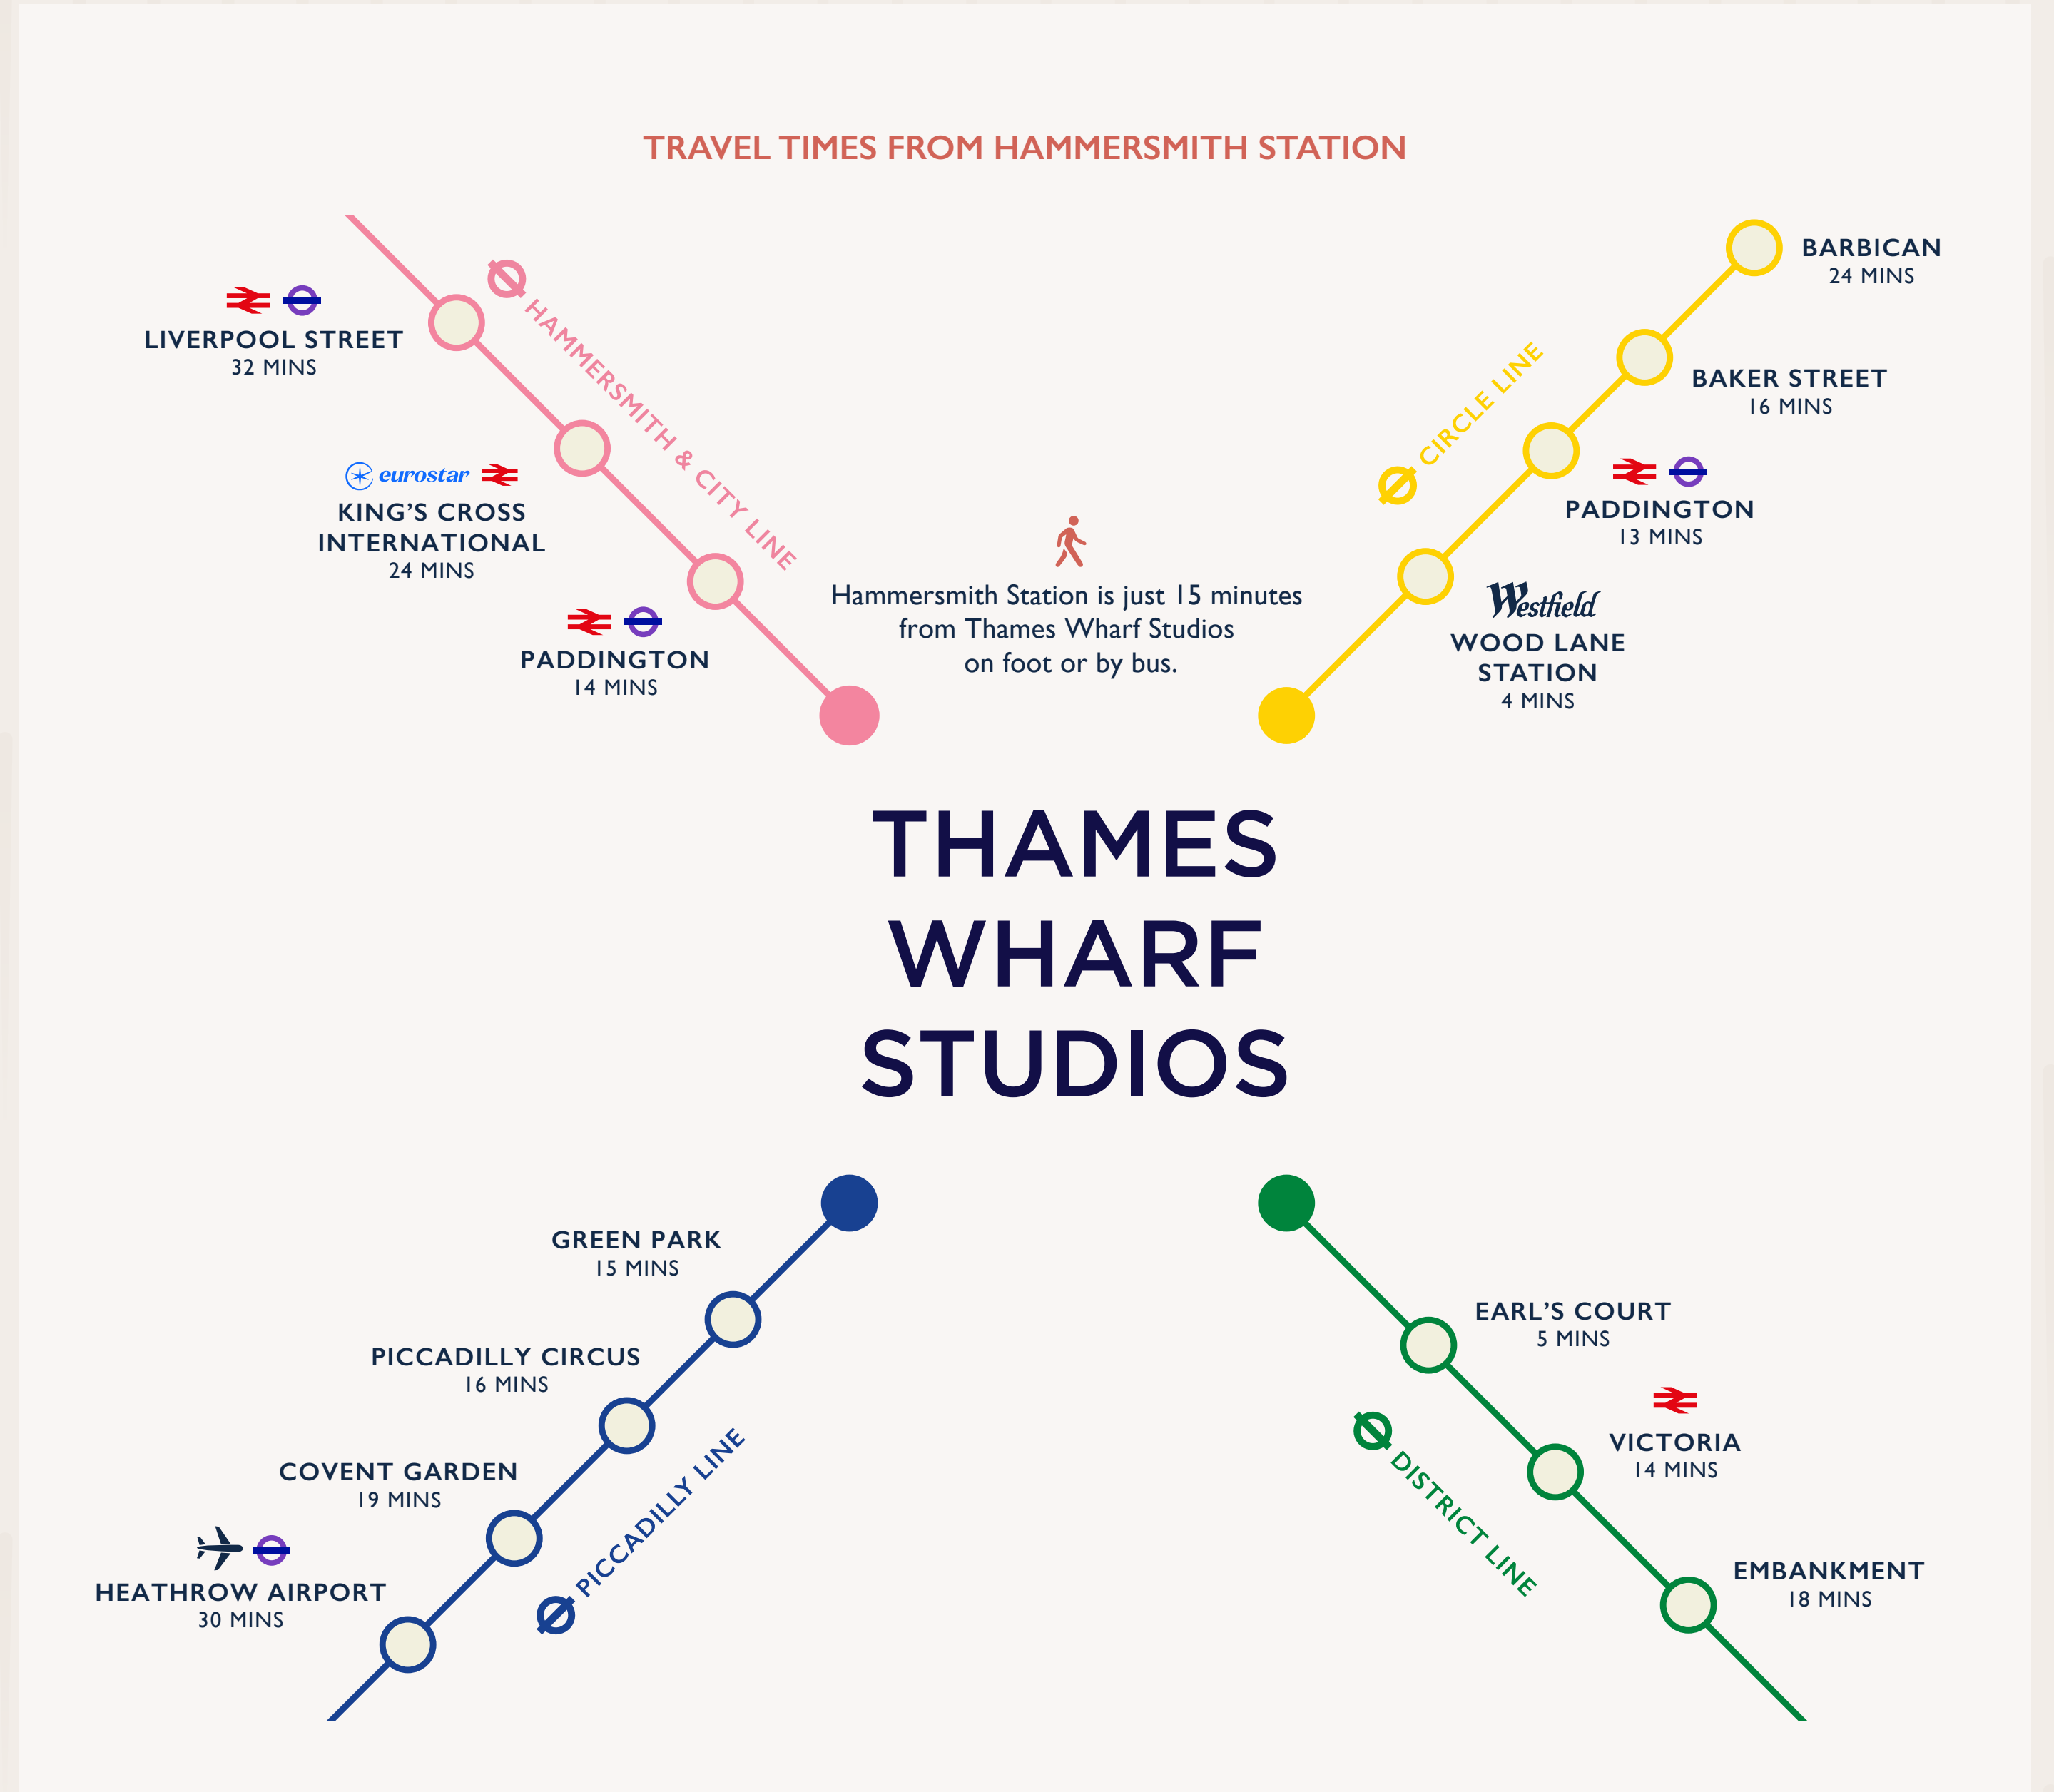 TRAVEL TIMES FROM HAMMERSMITH STATION
LIVERPOOL STREET
32 MINS
HAMMERSMITH & CITY LINE
eurostar
KING’S CROSS
INTERNATIONAL
24 MINS
PADDINGTON
14 MINS
Hammersmith Station is just 15 minutes
from Thames Wharf Studios
on foot or by bus.
BARBICAN
24 MINS
BAKER STREET
16 MINS
CIRCLE LINE
PADDINGTON
13 MINS
Westfield
WOOD LANE
STATION
4 MINS
THAMES
WHARF
STUDIOS
GREEN PARK
15 MINS
PICCADILLY CIRCUS
16 MINS
COVENT GARDEN
19 MINS
PICCADILLY LINE
HEATHROW AIRPORT
30 MINS
EARL’S COURT
5 MINS
VICTORIA
14 MINS
DISTRICT LINE
EMBANKMENT
18 MINS